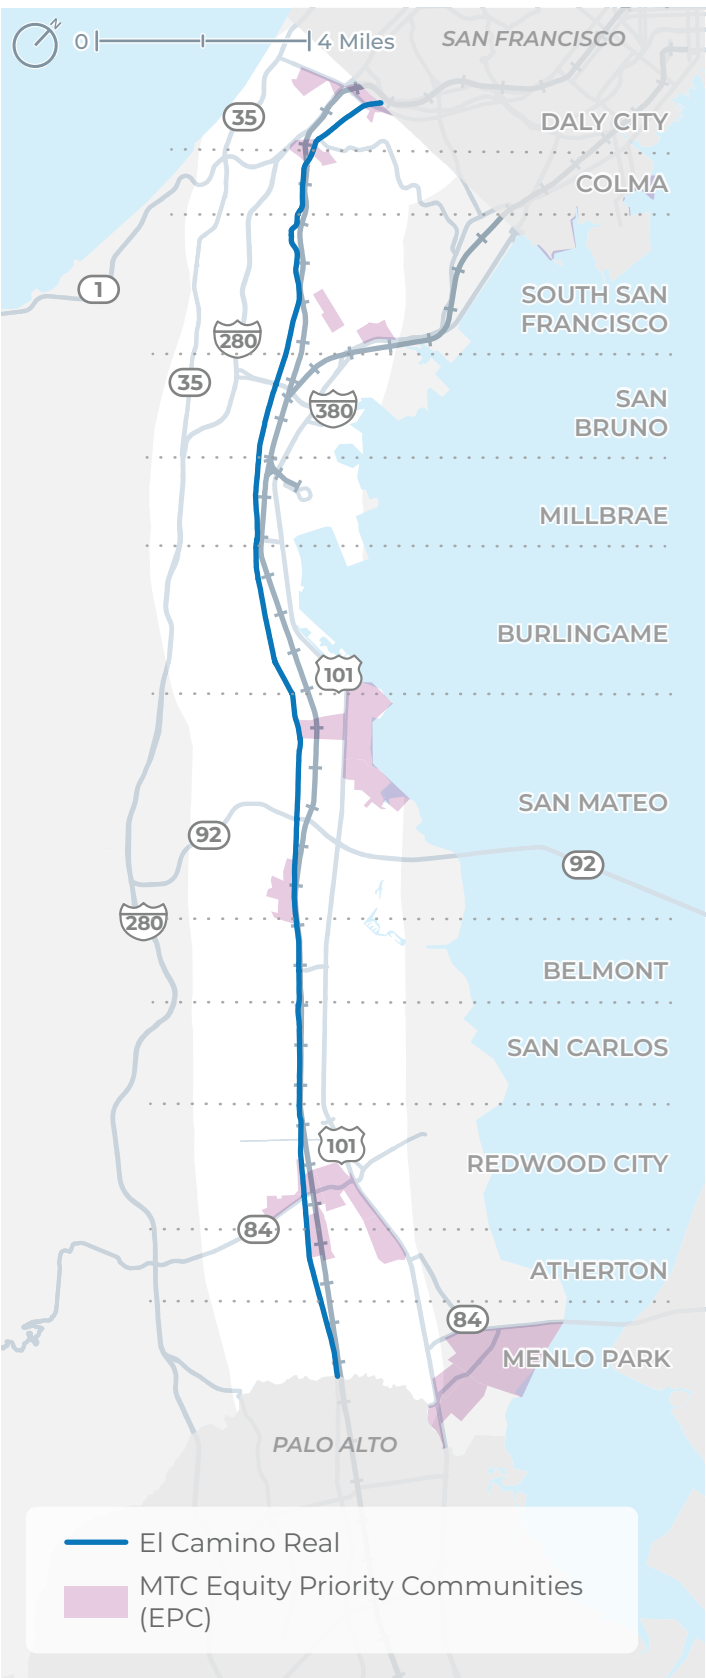 N
0
4 Miles
SAN FRANCISCO
35
DALY CITY
COLMA
1
SOUTH SAN
FRANCISCO
280
35
380
SAN
BRUNO
MILLBRAE
BURLINGAME
101
SAN MATEO
92
92
280
BELMONT
SAN CARLOS
101
REDWOOD CITY
84
ATHERTON
84
MENLO PARK
PALO ALTO
El Camino Real
MTC Equity Priority Communities
(EPC)